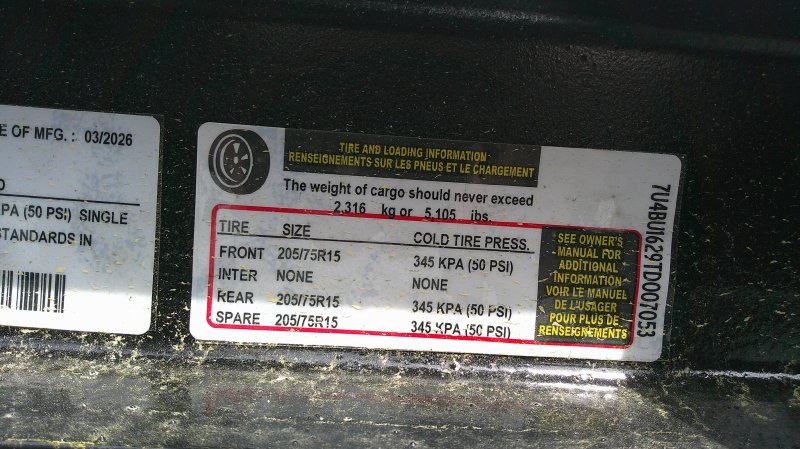 E OF MFG. : 03/2026
KPA (50 PSI) SINGLE
STANDARDS IN
TIRE AND LOADING INFORMATION
RENSEIGNEMENTS SUR LES PNEUS ET LE CHARGEMENT
The weight of cargo should never exceed
2,316 kg or 5,105 lbs.
TIRE SIZE COLD TIRE PRESS.
FRONT 205/75R15 345 KPA (50 PSI)
INTER NONE NONE
REAR 205/75R15 345 KPA (50 PSI)
SPARE 205/75R15 345 KPA (50 PSI)
SEE OWNER'S
MANUAL FOR
ADDITIONAL
INFORMATION
VOIR LE MANUEL
DE L'USAGER
POUR PLUS DE
RENSEIGNEMENTS
7U4BUI629TD007053